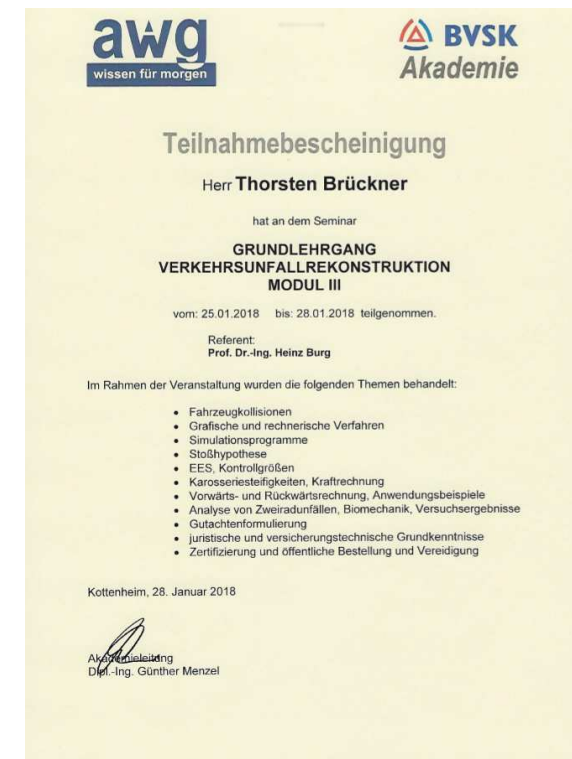 awg
wissen für morgen
BVSK
Akademie
Teilnahmebescheinigung
Herr Thorsten Brückner
hat an dem Seminar
GRUNDLEHRGANG
VERKEHRSUNFALLREKONSTRUKTION
MODUL III
vom: 25.01.2018 bis: 28.01.2018 teilgenommen.
Referent:
Prof. Dr.-Ing. Heinz Burg
Im Rahmen der Veranstaltung wurden die folgenden Themen behandelt:
• Fahrzeugkollisionen
• Grafische und rechnerische Verfahren
• Simulationsprogramme
• Stoßhypothese
• EES, Kontrollgrößen
• Karosseriesteifigkeiten, Kraftrechnung
• Vorwärts- und Rückwärtsrechnung, Anwendungsbeispiele
• Analyse von Zweiradunfällen, Biomechanik, Versuchsergebnisse
• Gutachtenformulierung
• juristische und versicherungstechnische Grundkenntnisse
• Zertifizierung und öffentliche Bestellung und Vereidigung
Kottenheim, 28. Januar 2018
Akademieleitung
Dipl.-Ing. Günther Menzel